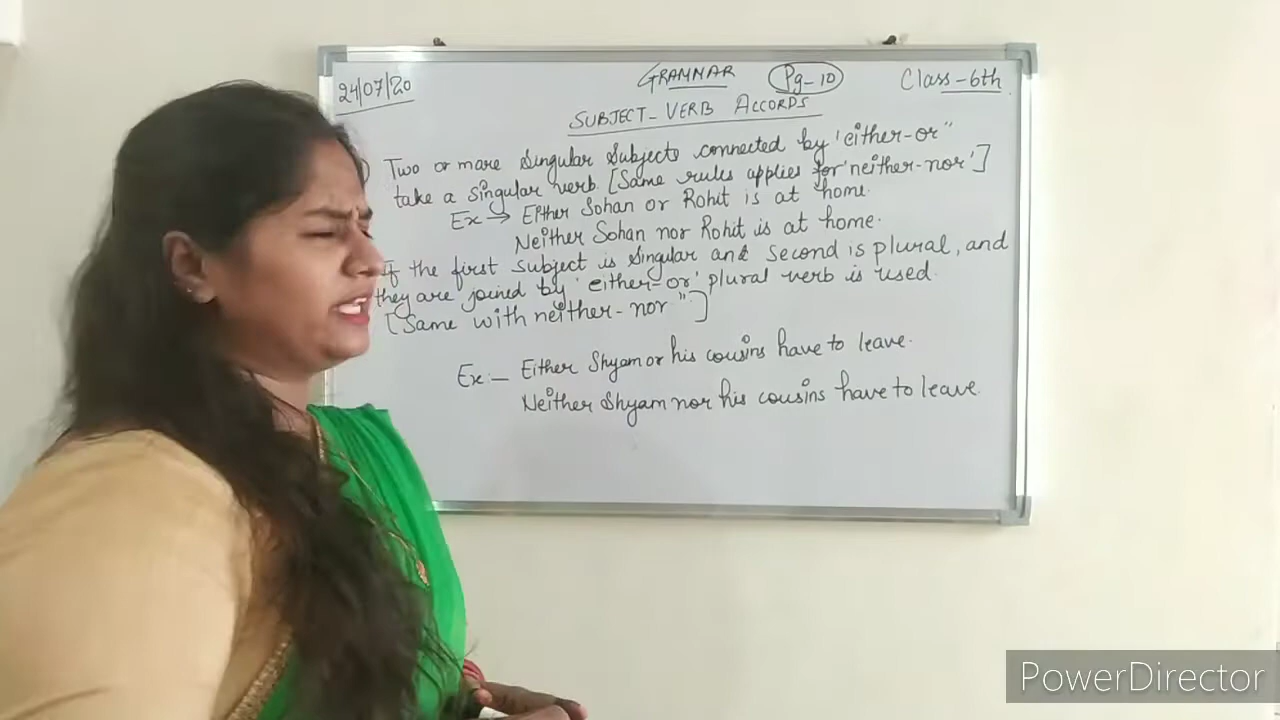 24/07/20
GRAMMAR
Pg-10
Class-6th
SUBJECT-VERB ACCORDS
) Two or more Singular Subjects connected by 'either-or"
take a singular verb. [Same rules applies for 'neither-nor']
Ex → Either Sohan or Rohit is at home.
Neither Sohan nor Rohit is at home.
If the first subject is singular and second is plural, and
they are joined by 'either-or' plural verb is used.
[Same with neither-nor"]
Ex:- Either Shyam or his cousins have to leave.
Neither Shyam nor his cousins have to leave.
PowerDirector